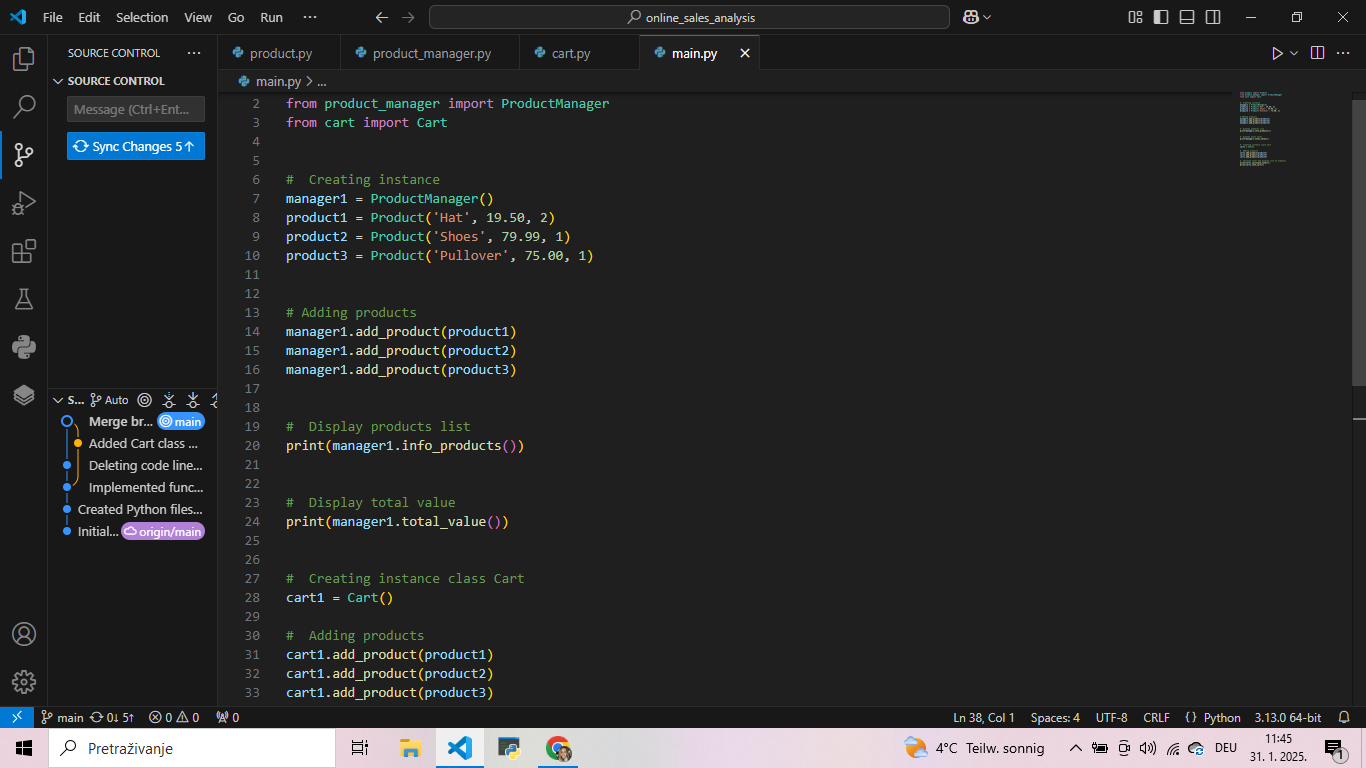 File Edit Selection View Go Run ··· online_sales_analysis
SOURCE CONTROL ···
SOURCE CONTROL
Message (Ctrl+Ent...
Sync Changes 5↑
S... Auto
Merge br... main
Added Cart class ...
Deleting code line...
Implemented func...
Created Python files...
Initial... origin/main
product.py product_manager.py cart.py main.py
main.py > ...
2 from product_manager import ProductManager
3 from cart import Cart
4
5
6 #  Creating instance
7 manager1 = ProductManager()
8 product1 = Product('Hat', 19.50, 2)
9 product2 = Product('Shoes', 79.99, 1)
10 product3 = Product('Pullover', 75.00, 1)
11
12
13 # Adding products
14 manager1.add_product(product1)
15 manager1.add_product(product2)
16 manager1.add_product(product3)
17
18
19 #  Display products list
20 print(manager1.info_products())
21
22
23 #  Display total value
24 print(manager1.total_value())
25
26
27 #  Creating instance class Cart
28 cart1 = Cart()
29
30 #  Adding products
31 cart1.add_product(product1)
32 cart1.add_product(product2)
33 cart1.add_product(product3)
main 0↓ 5↑ 0 0 0 Ln 38, Col 1 Spaces: 4 UTF-8 CRLF {} Python 3.13.0 64-bit
Pretraživanje 4°C Teilw. sonnig DEU 11:45
31. 1. 2025. 1